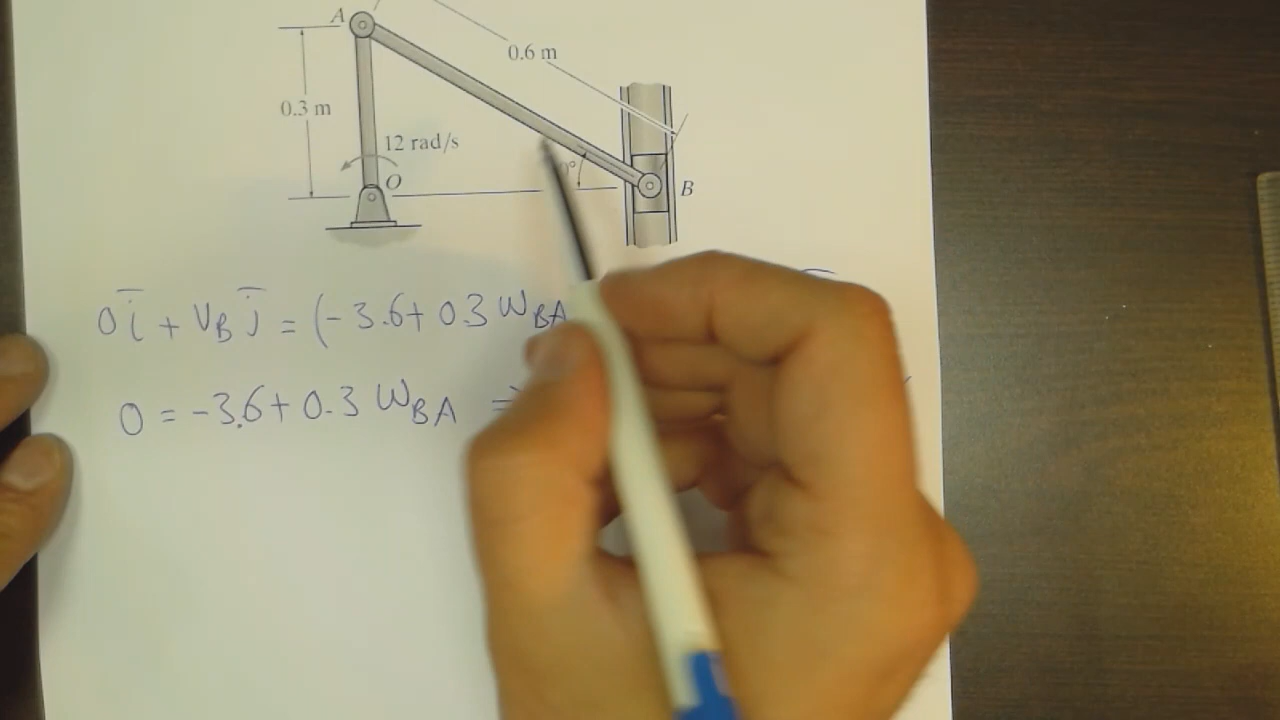 A
0.6 m
0.3 m
12 rad/s
0°
O
B
0i̅ + V_B j̅ = (-3.6+ 0.3 ω_BA
0 = -3.6+ 0.3 ω_BA ⇒